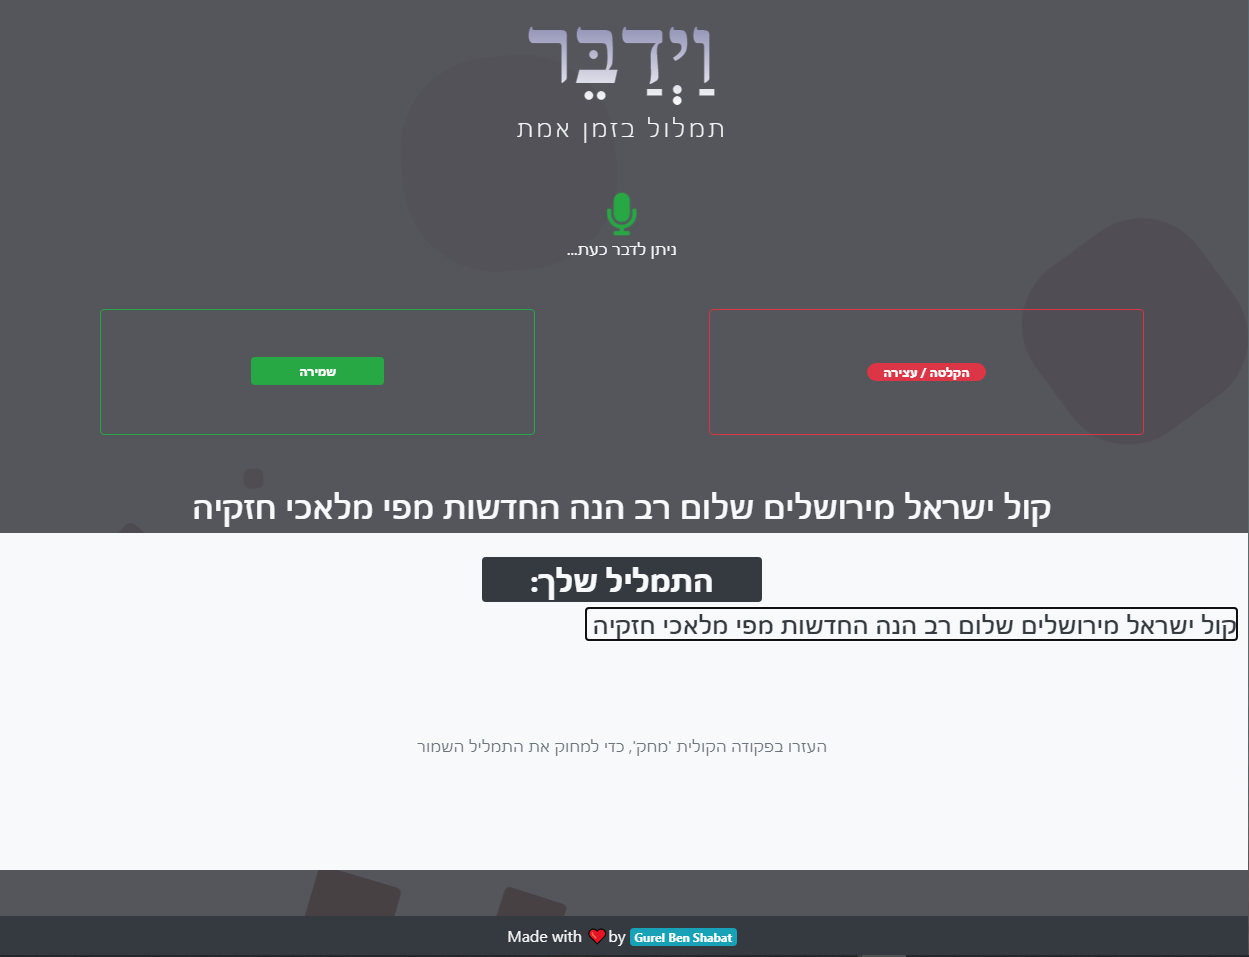 וַיְדַבֵּר
תמלול בזמן אמת
ניתן לדבר כעת...
הקלטה / עצירה
שמירה
קול ישראל מירושלים שלום רב הנה החדשות מפי מלאכי חזקיה
התמליל שלך:
קול ישראל מירושלים שלום רב הנה החדשות מפי מלאכי חזקיה
העזרו בפקודה הקולית 'מחק', כדי למחוק את התמליל השמור
Made with ❤ by Gurel Ben Shabat